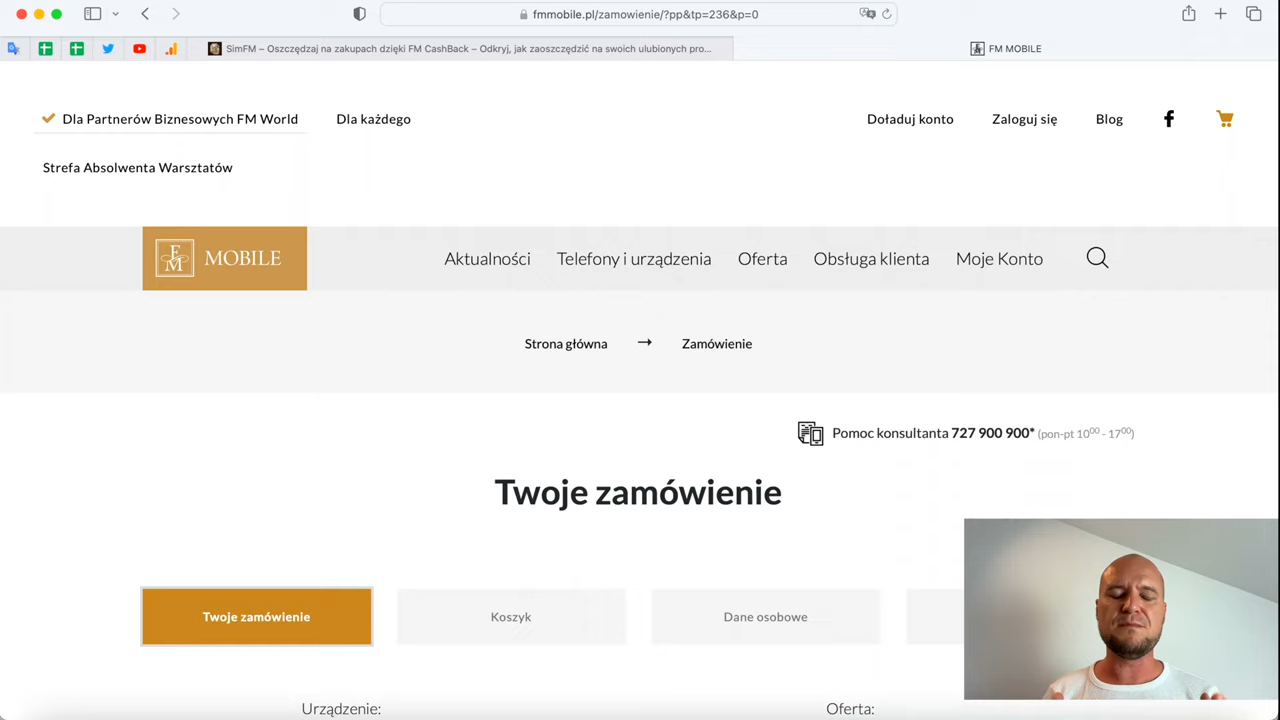 fmmobile.pl/zamowienie/?pp&tp=236&p=0
SimFM – Oszczędzaj na zakupach dzięki FM CashBack – Odkryj, jak zaoszczędzić na swoich ulubionych pro...
FM MOBILE
Dla Partnerów Biznesowych FM World
Dla każdego
Doładuj konto
Zaloguj się
Blog
Strefa Absolwenta Warsztatów
FM MOBILE
Aktualności
Telefony i urządzenia
Oferta
Obsługa klienta
Moje Konto
Strona główna → Zamówienie
Pomoc konsultanta 727 900 900* (pon-pt 10⁰⁰ - 17⁰⁰)
Twoje zamówienie
Twoje zamówienie
Koszyk
Dane osobowe
Urządzenie:
Oferta: